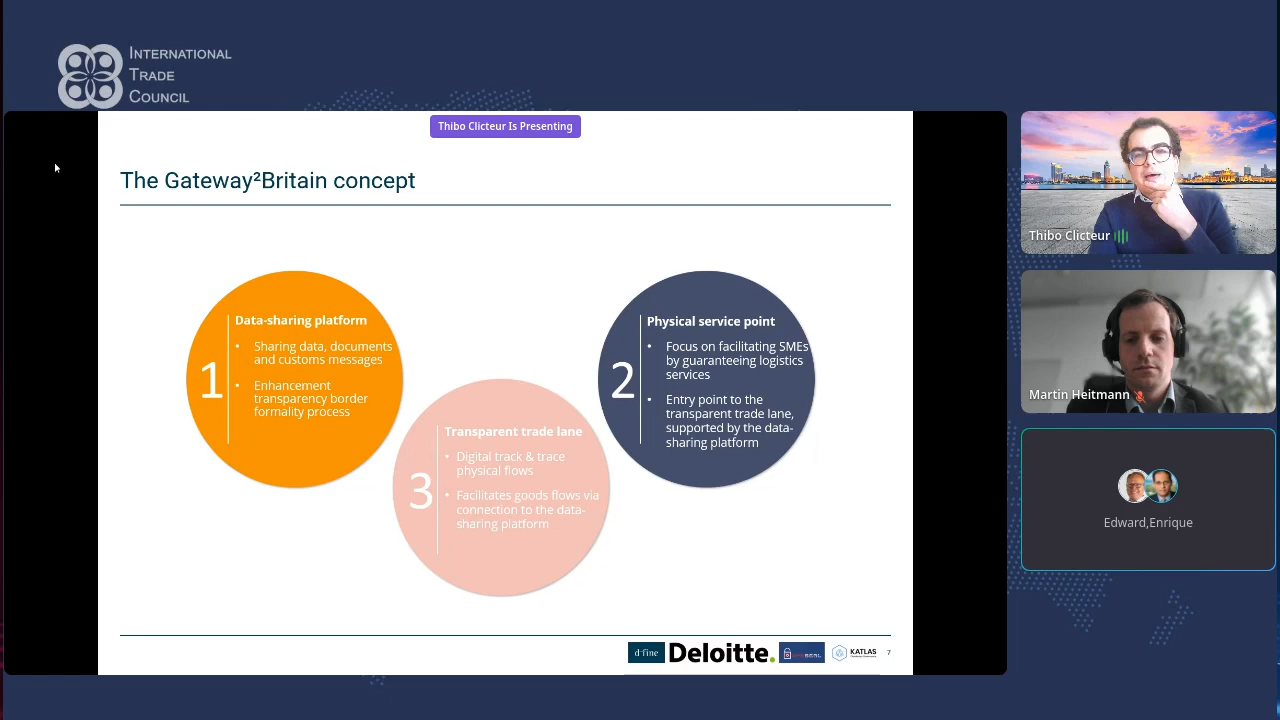 INTERNATIONAL
TRADE
COUNCIL
Thibo Clicteur Is Presenting
The Gateway²Britain concept
1
Data-sharing platform
• Sharing data, documents
and customs messages
• Enhancement
transparency border
formality process
2
Physical service point
• Focus on facilitating SMEs
by guaranteeing logistics
services
• Entry point to the
transparent trade lane,
supported by the data-
sharing platform
3
Transparent trade lane
• Digital track & trace
physical flows
• Facilitates goods flows via
connection to the data-
sharing platform
d-fine
Deloitte.
KATLAS
7
Thibo Clicteur
Martin Heitmann
Edward,Enrique